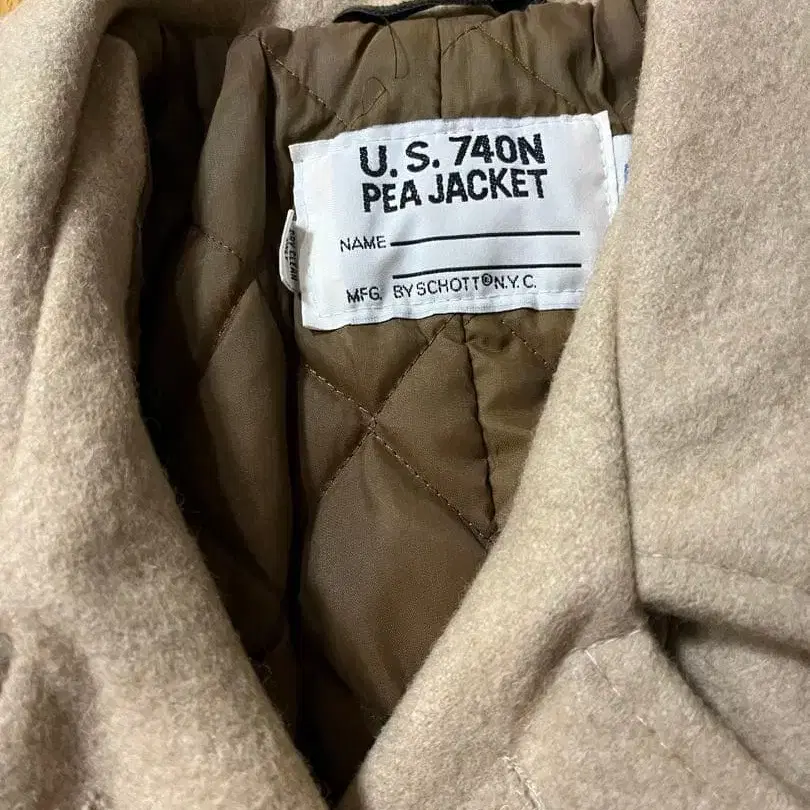 U.S. 740N
PEA JACKET
NAME
MFG. BY SCHOTT® N.Y.C.